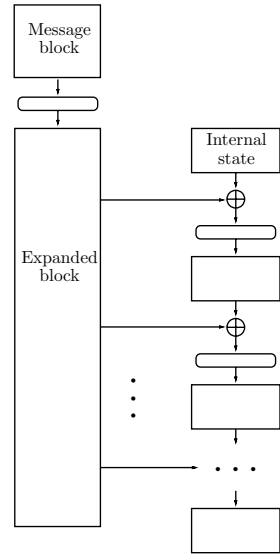 Message
block
Internal
state
Expanded
block